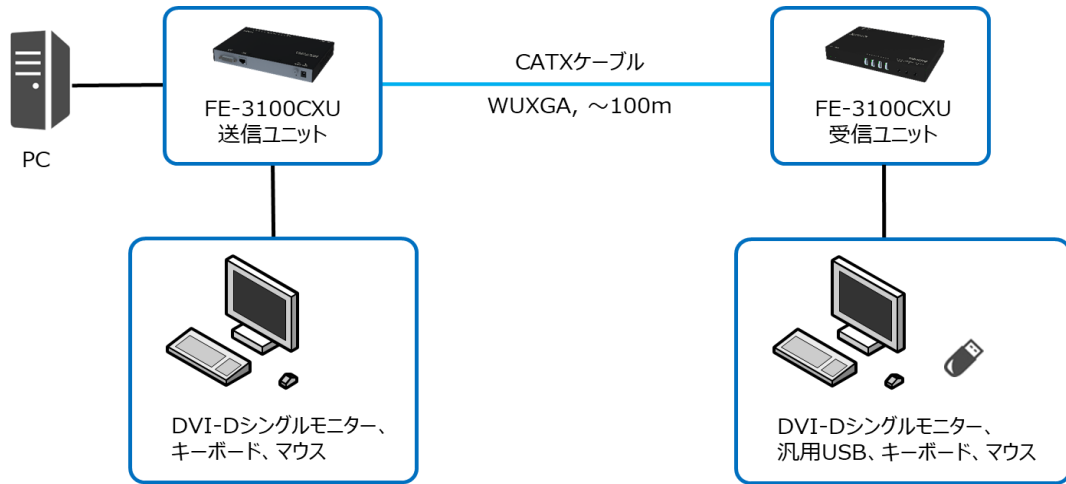 PC
FE-3100CXU
送信ユニット
CATXケーブル
WUXGA, ～100m
FE-3100CXU
受信ユニット
DVI-Dシングルモニター、
キーボード、マウス
DVI-Dシングルモニター、
汎用USB、キーボード、マウス